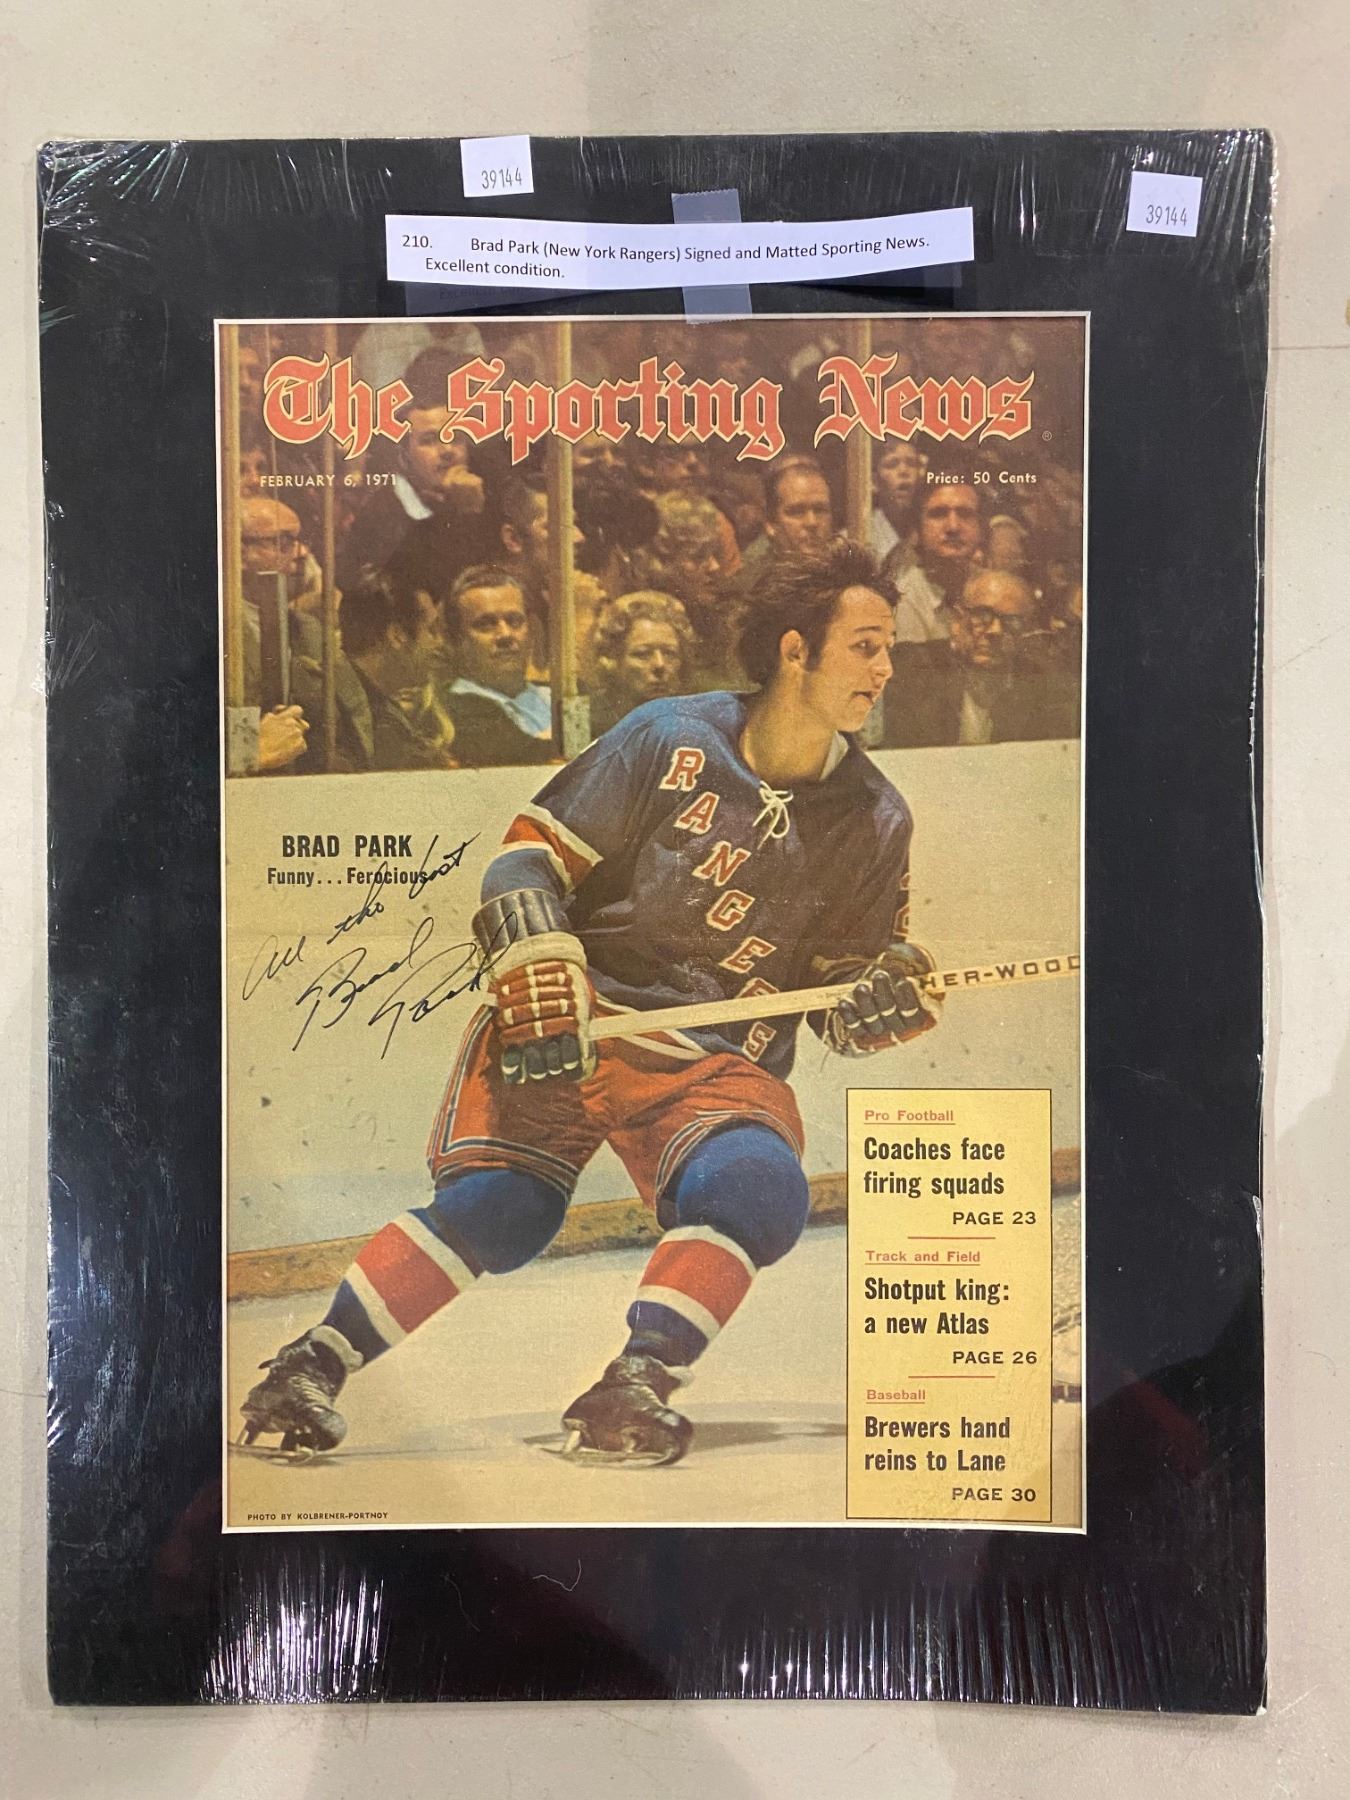 39144
39144
210. Brad Park (New York Rangers) Signed and Matted Sporting News.
Excellent condition.
The Sporting News®
FEBRUARY 6, 1971
Price: 50 Cents
BRAD PARK
Funny...Ferocious
All the best
Brad Park
RANGERS
HER-WOOD
Pro Football
Coaches face
firing squads
PAGE 23
Track and Field
Shotput king:
a new Atlas
PAGE 26
Baseball
Brewers hand
reins to Lane
PAGE 30
PHOTO BY KOLBRENER-PORTNOY